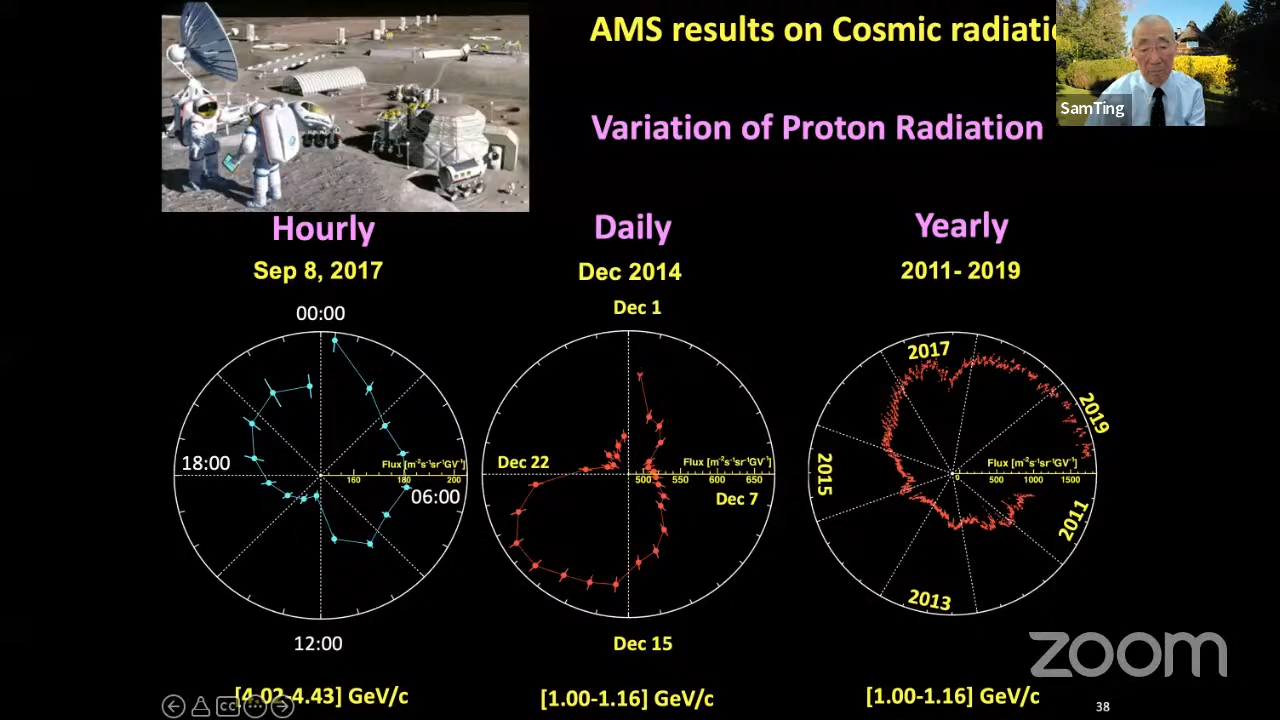 AMS results on Cosmic
SamTing
Variation of Proton Radiation
Hourly
Daily
Yearly
Sep 8, 2017
Dec 2014
2011- 2019
00:00
18:00
06:00
12:00
Flux [m⁻²s⁻¹sr⁻¹GV⁻¹]
160 180 200
Dec 1
Dec 22
Dec 7
Dec 15
Flux [m⁻²s⁻¹sr⁻¹GV⁻¹]
500 550 600 650
2017
2019
2015
2011
2013
Flux [m⁻²s⁻¹sr⁻¹GV⁻¹]
0 500 1000 1500
zoom
[4.02-4.43] GeV/c
[1.00-1.16] GeV/c
[1.00-1.16] GeV/c
CC
38